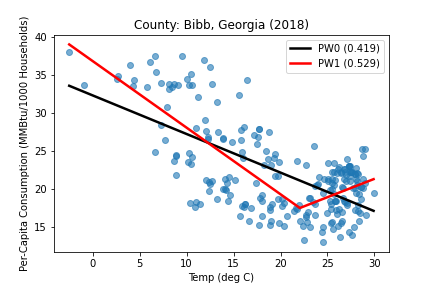 County: Bibb, Georgia (2018)
PW0 (0.419)
PW1 (0.529)
Per-Capita Consumption (MMBtu/1000 Households)
40
35
30
25
20
15
0 5 10 15 20 25 30
Temp (deg C)